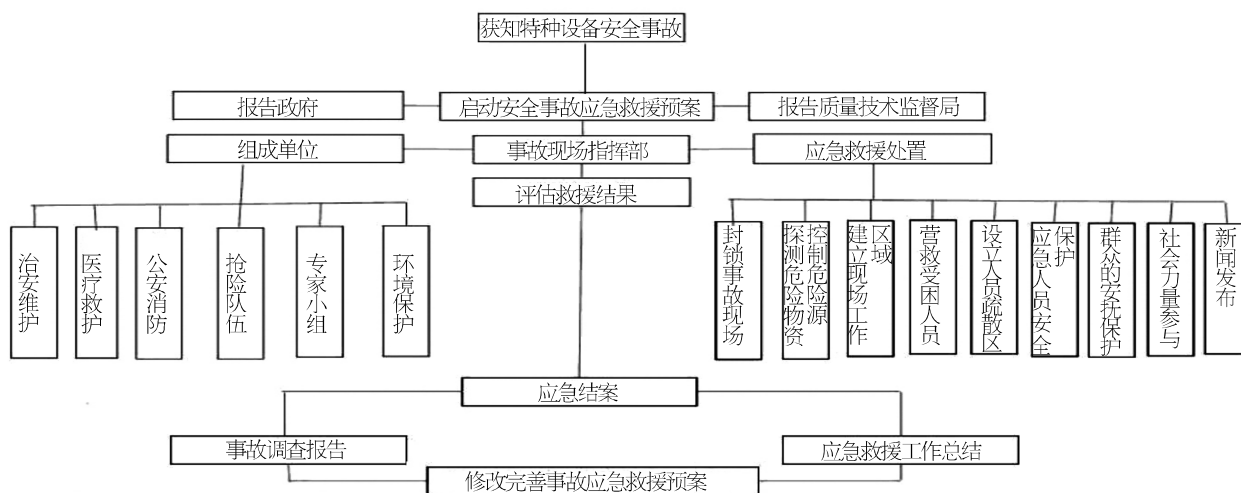 获知特种设备安全事故
报告政府
启动安全事故应急救援预案
报告质量技术监督局
组成单位
事故现场指挥部
应急救援处置
评估救援结果
治安维护
医疗救护
公安消防
抢险队伍
专家小组
环境保护
封锁事故现场
控制危险源
探测危险物资
区域
建立现场工作
营救受困人员
设立人员疏散区
保护
应急人员安全
群众的安抚保护
社会力量参与
新闻发布
应急结案
事故调查报告
应急救援工作总结
修改完善事故应急救援预案